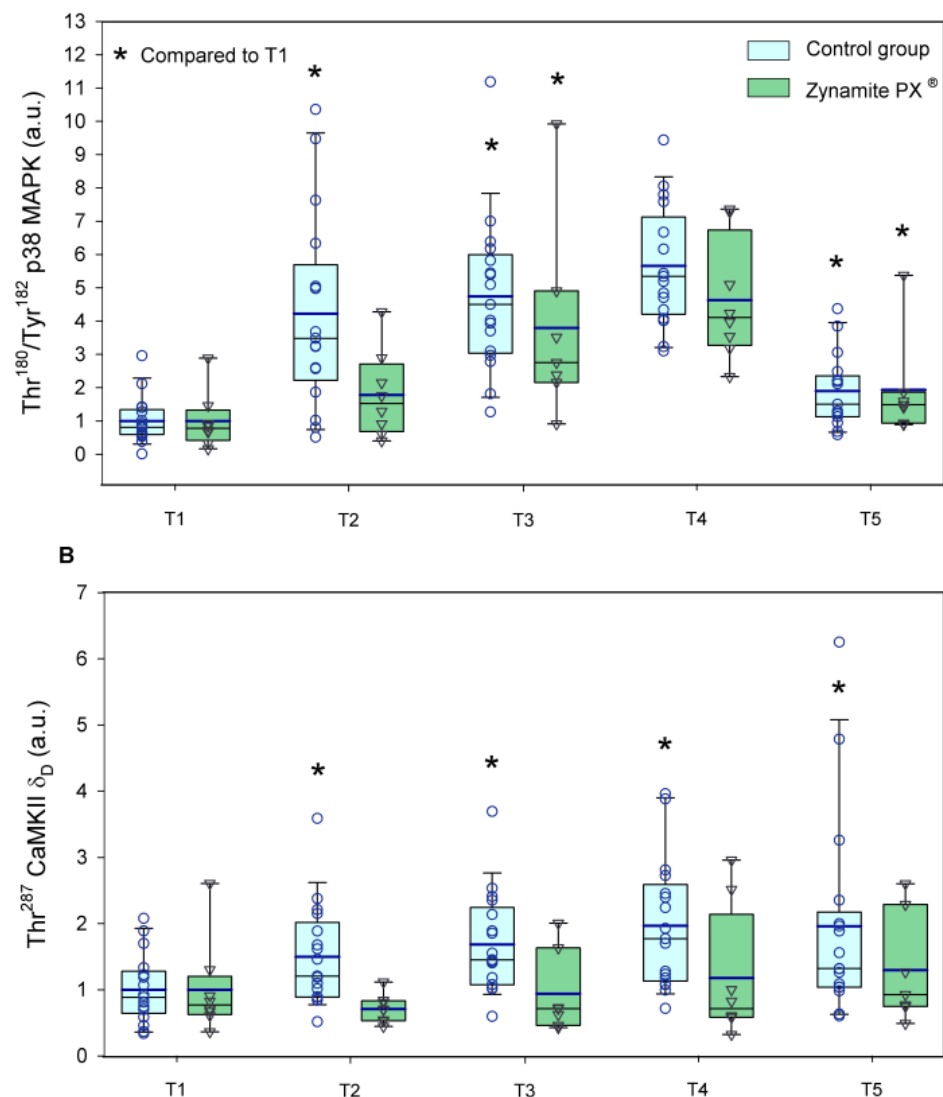 13
12
11
10
9
8
7
6
5
4
3
2
1
0
Thr180/Tyr182 p38 MAPK (a.u.)
* Compared to T1
Control group
Zynamite PX ®
*
*
*
*
*
T1
T2
T3
T4
T5
B
7
6
5
4
3
2
1
0
Thr287 CaMKII δD (a.u.)
*
*
*
*
T1
T2
T3
T4
T5